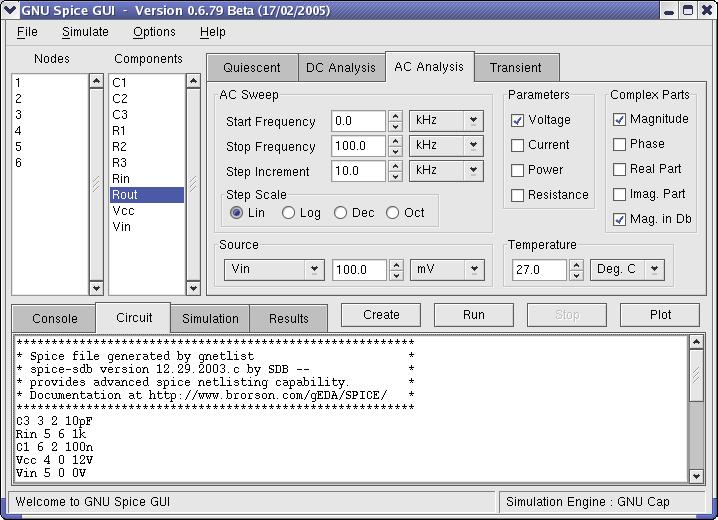 GNU Spice GUI - Version 0.6.79 Beta (17/02/2005)
File Simulate Options Help
Nodes
1
2
3
4
5
6
Components
C1
C2
C3
R1
R2
R3
Rin
Rout
Vcc
Vin
Quiescent DC Analysis AC Analysis Transient
AC Sweep
Start Frequency 0.0 kHz
Stop Frequency 100.0 kHz
Step Increment 10.0 kHz
Step Scale
Lin Log Dec Oct
Parameters
Voltage
Current
Power
Resistance
Complex Parts
Magnitude
Phase
Real Part
Imag. Part
Mag. in Db
Source
Vin 100.0 mV
Temperature
27.0 Deg. C
Console Circuit Simulation Results
Create Run Stop Plot
*********************************************************
* Spice file generated by gnetlist *
* spice-sdb version 12.29.2003.c by SDB -- *
* provides advanced spice netlisting capability. *
* Documentation at http://www.brorson.com/gEDA/SPICE/ *
*********************************************************
C3 3 2 10pF
Rin 5 6 1k
C1 6 2 100n
Vcc 4 0 12V
Vin 5 0 0V
Welcome to GNU Spice GUI
Simulation Engine : GNU Cap